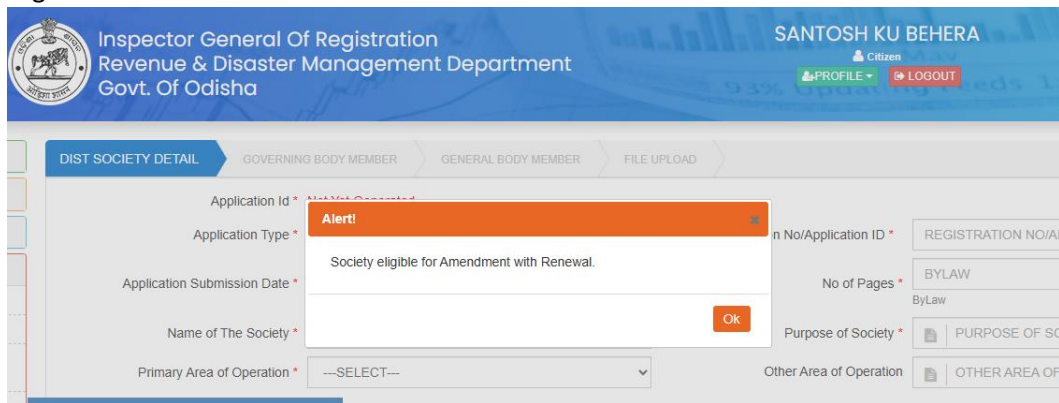 Inspector General Of Registration
Revenue & Disaster Management Department
Govt. Of Odisha
SANTOSH KU BEHERA
Citizen
PROFILE
LOGOUT
DIST SOCIETY DETAIL
GOVERNING BODY MEMBER
GENERAL BODY MEMBER
FILE UPLOAD
Application Id * Not Yet Generated
Alert!
Application Type *
n No/Application ID *
REGISTRATION NO/A
Society eligible for Amendment with Renewal.
Application Submission Date *
No of Pages *
BYLAW
ByLaw
Ok
Name of The Society *
Purpose of Society *
PURPOSE OF SO
Primary Area of Operation *
---SELECT---
Other Area of Operation
OTHER AREA OF